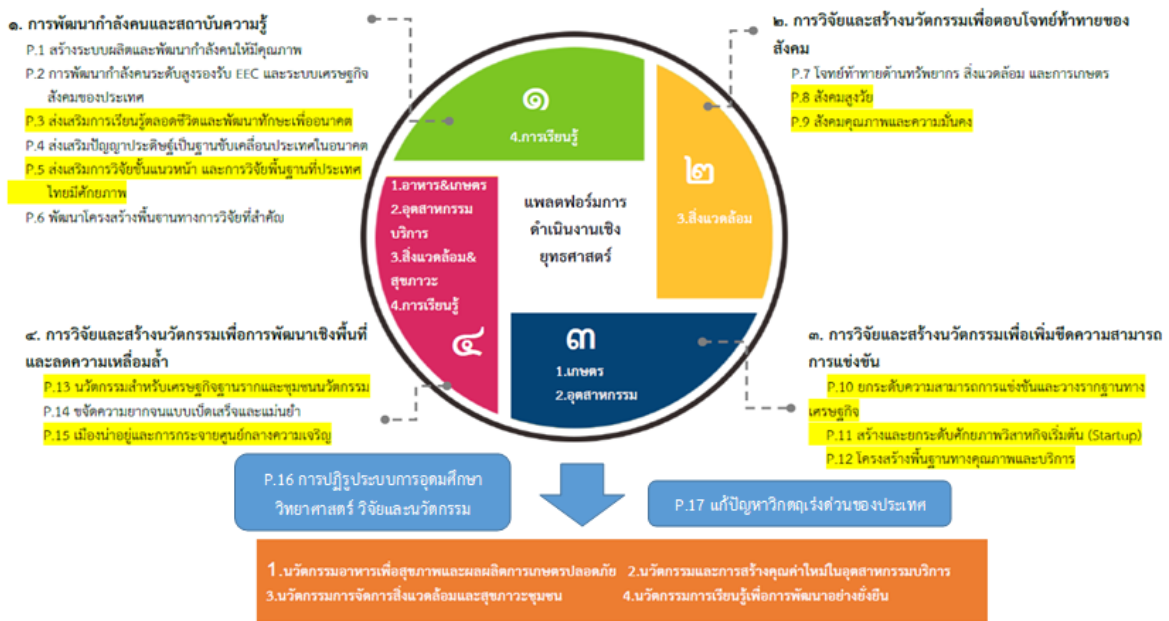 ๑. การพัฒนากำลังคนและสถาบันความรู้
P.1 สร้างระบบผลิตและพัฒนากำลังคนให้มีคุณภาพ
P.2 การพัฒนากำลังคนระดับสูงรองรับ EEC และระบบเศรษฐกิจ
สังคมของประเทศ
P.3 ส่งเสริมการเรียนรู้ตลอดชีวิตและพัฒนาทักษะเพื่ออนาคต
P.4 ส่งเสริมปัญญาประดิษฐ์เป็นฐานขับเคลื่อนประเทศในอนาคต
P.5 ส่งเสริมการวิจัยขั้นแนวหน้า และการวิจัยพื้นฐานที่ประเทศ
ไทยมีศักยภาพ
P.6 พัฒนาโครงสร้างพื้นฐานทางการวิจัยที่สำคัญ
๒. การวิจัยและสร้างนวัตกรรมเพื่อตอบโจทย์ท้าทายของ
สังคม
P.7 โจทย์ท้าทายด้านทรัพยากร สิ่งแวดล้อม และการเกษตร
P.8 สังคมสูงวัย
P.9 สังคมคุณภาพและความมั่นคง
๑
4.การเรียนรู้
๒
3.สิ่งแวดล้อม
แพลตฟอร์มการ
ดำเนินงานเชิง
ยุทธศาสตร์
1.อาหาร&เกษตร
2.อุตสาหกรรม
บริการ
3.สิ่งแวดล้อม&
สุขภาวะ
4.การเรียนรู้
๔
๓
1.เกษตร
2.อุตสาหกรรม
๔. การวิจัยและสร้างนวัตกรรมเพื่อการพัฒนาเชิงพื้นที่
และลดความเหลื่อมล้ำ
P.13 นวัตกรรมสำหรับเศรษฐกิจฐานรากและชุมชนนวัตกรรม
P.14 ขจัดความยากจนแบบเบ็ดเสร็จและแม่นยำ
P.15 เมืองน่าอยู่และการกระจายศูนย์กลางความเจริญ
๓. การวิจัยและสร้างนวัตกรรมเพื่อเพิ่มขีดความสามารถ
การแข่งขัน
P.10 ยกระดับความสามารถการแข่งขันและวางรากฐานทาง
เศรษฐกิจ
P.11 สร้างและยกระดับศักยภาพวิสาหกิจเริ่มต้น (Startup)
P.12 โครงสร้างพื้นฐานทางคุณภาพและบริการ
P.16 การปฏิรูประบบการอุดมศึกษา
วิทยาศาสตร์ วิจัยและนวัตกรรม
P.17 แก้ปัญหาวิกฤตเร่งด่วนของประเทศ
1.นวัตกรรมอาหารเพื่อสุขภาพและผลผลิตการเกษตรปลอดภัย 2.นวัตกรรมและการสร้างคุณค่าใหม่ในอุตสาหกรรมบริการ
3.นวัตกรรมการจัดการสิ่งแวดล้อมและสุขภาวะชุมชน 4.นวัตกรรมการเรียนรู้เพื่อการพัฒนาอย่างยั่งยืน